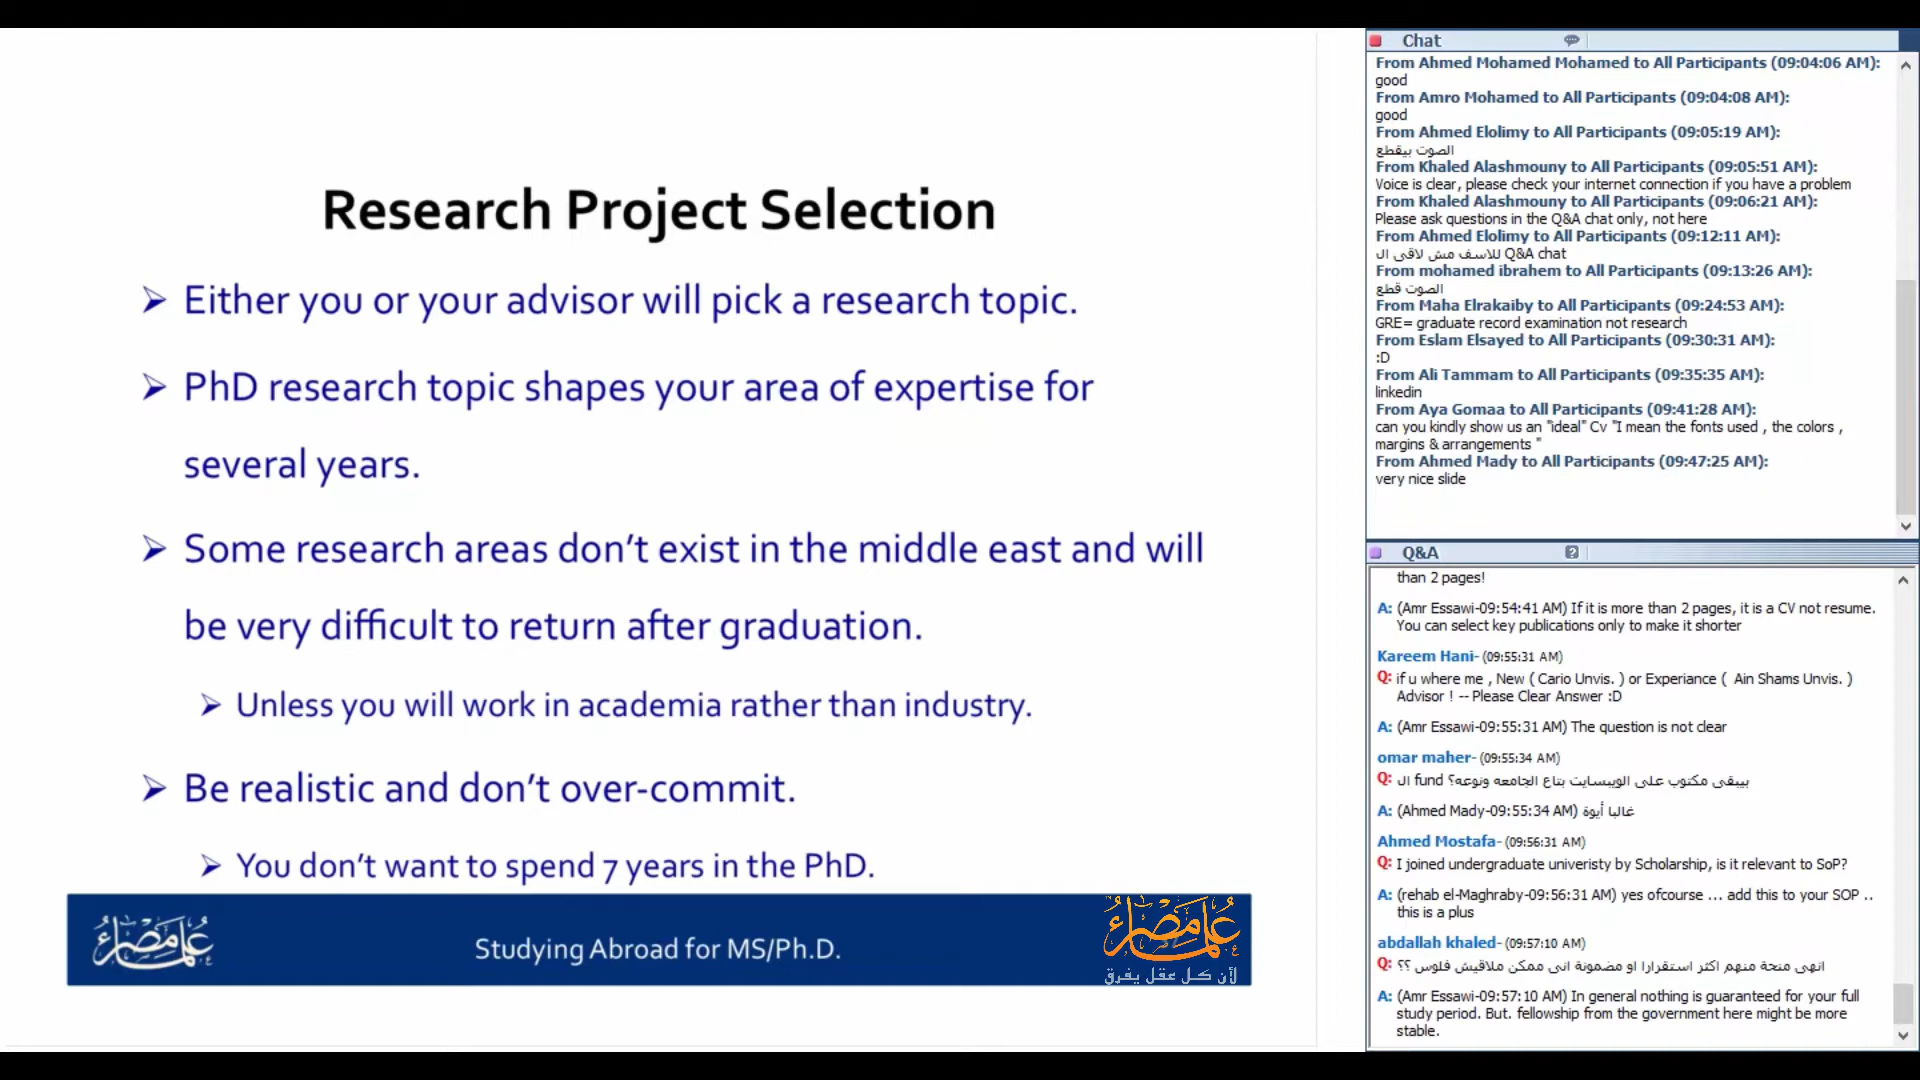 Research Project Selection
➢ Either you or your advisor will pick a research topic.
➢ PhD research topic shapes your area of expertise for
several years.
➢ Some research areas don't exist in the middle east and will
be very difficult to return after graduation.
➢ Unless you will work in academia rather than industry.
➢ Be realistic and don't over-commit.
➢ You don't want to spend 7 years in the PhD.
علماء مصر
Studying Abroad for MS/Ph.D.
علماء مصر
لأن كل عقل يفرق
Chat
From Ahmed Mohamed Mohamed to All Participants (09:04:06 AM):
good
From Amro Mohamed to All Participants (09:04:08 AM):
good
From Ahmed Elolimy to All Participants (09:05:19 AM):
الصوت بيقطع
From Khaled Alashmouny to All Participants (09:05:51 AM):
Voice is clear, please check your internet connection if you have a problem
From Khaled Alashmouny to All Participants (09:06:21 AM):
Please ask questions in the Q&A chat only, not here
From Ahmed Elolimy to All Participants (09:12:11 AM):
للاسف مش لاقى ال Q&A chat
From mohamed ibrahem to All Participants (09:13:26 AM):
الصوت قطع
From Maha Elrakaiby to All Participants (09:24:53 AM):
GRE= graduate record examination not research
From Eslam Elsayed to All Participants (09:30:31 AM):
:D
From Ali Tammam to All Participants (09:35:35 AM):
linkedin
From Aya Gomaa to All Participants (09:41:28 AM):
can you kindly show us an "ideal" Cv "I mean the fonts used , the colors ,
margins & arrangements "
From Ahmed Mady to All Participants (09:47:25 AM):
very nice slide
Q&A
than 2 pages!
A: (Amr Essawi-09:54:41 AM) If it is more than 2 pages, it is a CV not resume.
You can select key publications only to make it shorter
Kareem Hani- (09:55:31 AM)
Q: if u where me , New ( Cario Unvis. ) or Experiance ( Ain Shams Unvis. )
Advisor ! -- Please Clear Answer :D
A: (Amr Essawi-09:55:31 AM) The question is not clear
omar maher- (09:55:34 AM)
Q: ال fund بيبقى مكتوب على الويبسايت بتاع الجامعه ونوعه؟
A: (Ahmed Mady-09:55:34 AM) غالبا أيوة
Ahmed Mostafa- (09:56:31 AM)
Q: I joined undergraduate univeristy by Scholarship, is it relevant to SoP?
A: (rehab el-Maghraby-09:56:31 AM) yes ofcourse ... add this to your SOP ..
this is a plus
abdallah khaled- (09:57:10 AM)
Q: انهى منحة منهم اكثر استقرارا او مضمونة انى ممكن ملاقيش فلوس ؟؟
A: (Amr Essawi-09:57:10 AM) In general nothing is guaranteed for your full
study period. But. fellowship from the government here might be more
stable.